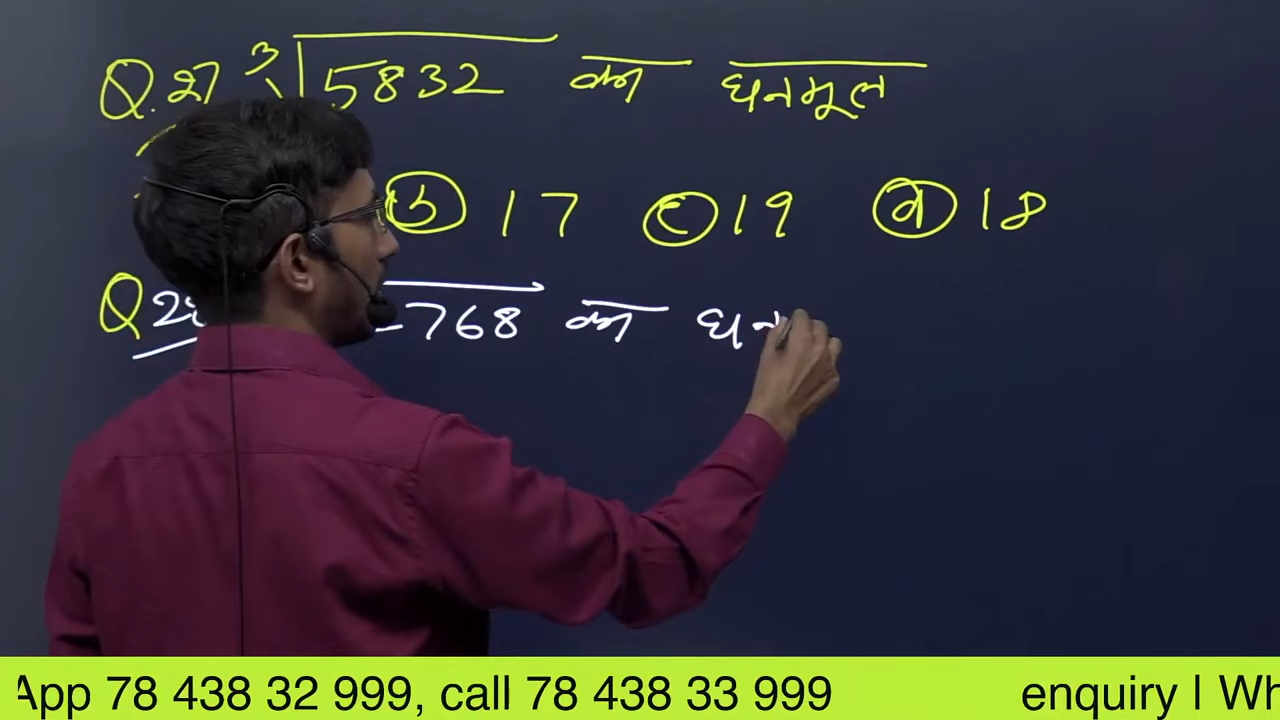 Q.27 ³√5832 का घनमूल
b 17 c 19 d 18
Q 768 का घन
App 78 438 32 999, call 78 438 33 999 enquiry | Wh